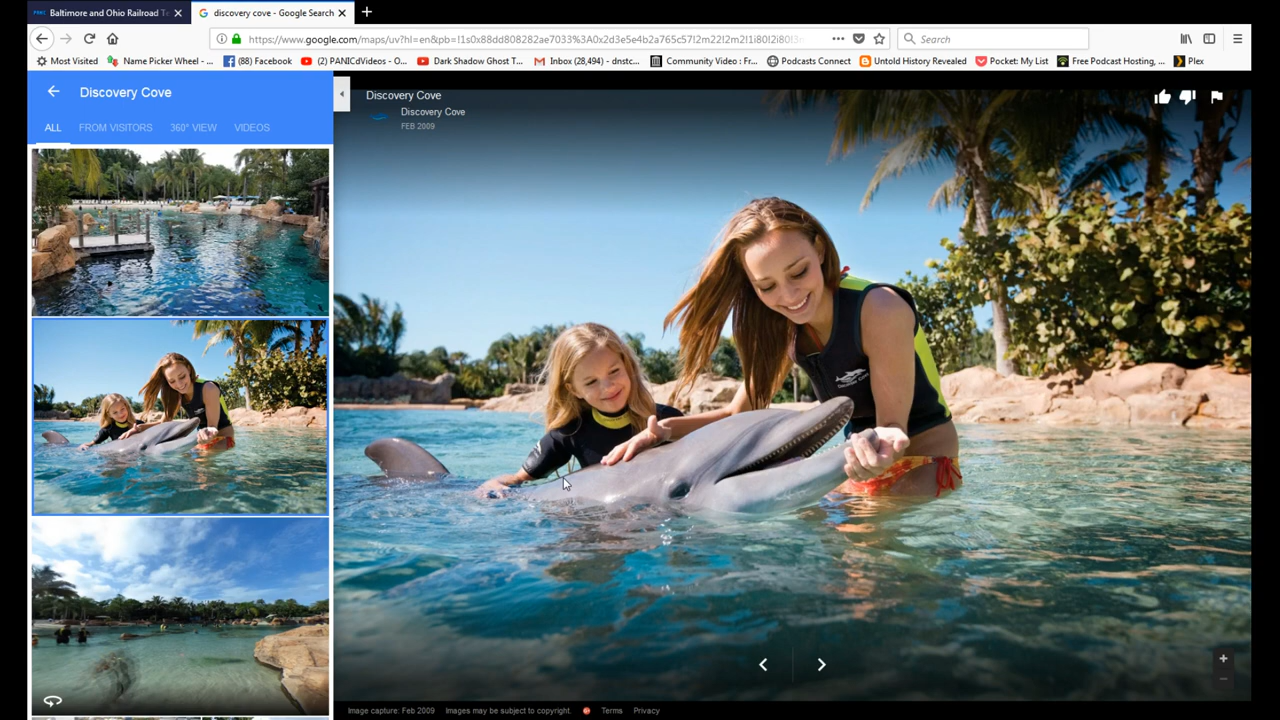 Baltimore and Ohio Railroad Te
discovery cove - Google Search
https://www.google.com/maps/uv?hl=en&pb=!1s0x88dd808282ae7033%3A0x2d3e5e4b2a765c57!2m22!2m2!1i80!2i80!3m
Search
Most Visited
Name Picker Wheel - ...
(88) Facebook
(2) PANICdVideos - O...
Dark Shadow Ghost T...
Inbox (28,494) - dnstc...
Community Video : Fr...
Podcasts Connect
Untold History Revealed
Pocket: My List
Free Podcast Hosting, ...
Plex
Discovery Cove
ALL
FROM VISITORS
360° VIEW
VIDEOS
Discovery Cove
Discovery Cove
FEB 2009
Discovery Cove
Image capture: Feb 2009
Images may be subject to copyright.
Terms
Privacy